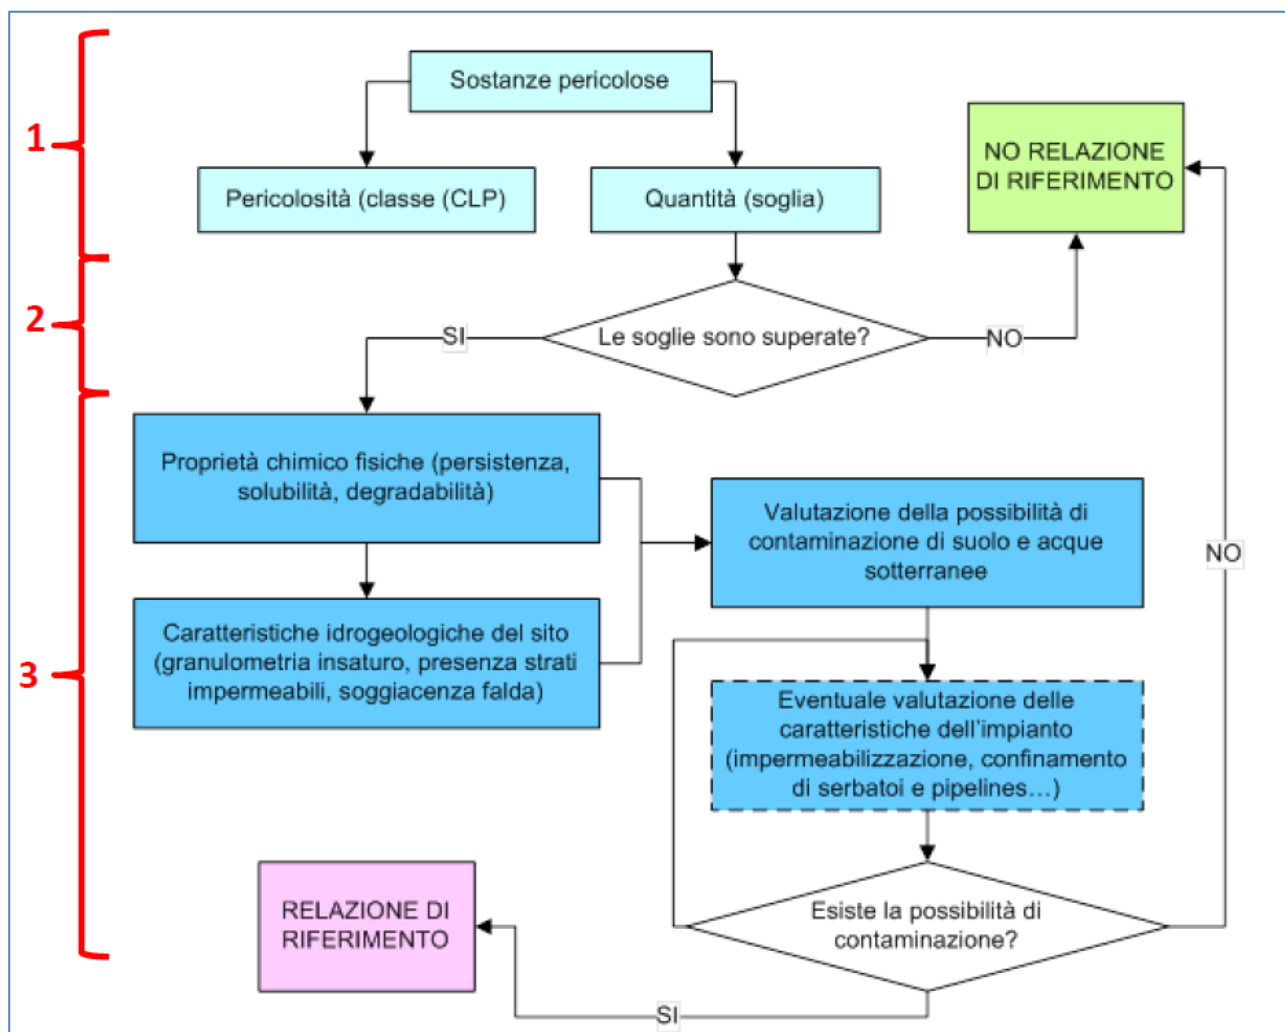 1
Sostanze pericolose
NO RELAZIONE
DI RIFERIMENTO
Pericolosità (classe (CLP)
Quantità (soglia)
2
SI
Le soglie sono superate?
NO
3
Proprietà chimico fisiche (persistenza,
solubilità, degradabilità)
Valutazione della possibilità di
contaminazione di suolo e acque
sotterranee
NO
Caratteristiche idrogeologiche del sito
(granulometria insaturo, presenza strati
impermeabili, soggiacenza falda)
Eventuale valutazione delle
caratteristiche dell'impianto
(impermeabilizzazione, confinamento
di serbatoi e pipelines…)
RELAZIONE DI
RIFERIMENTO
Esiste la possibilità di
contaminazione?
SI